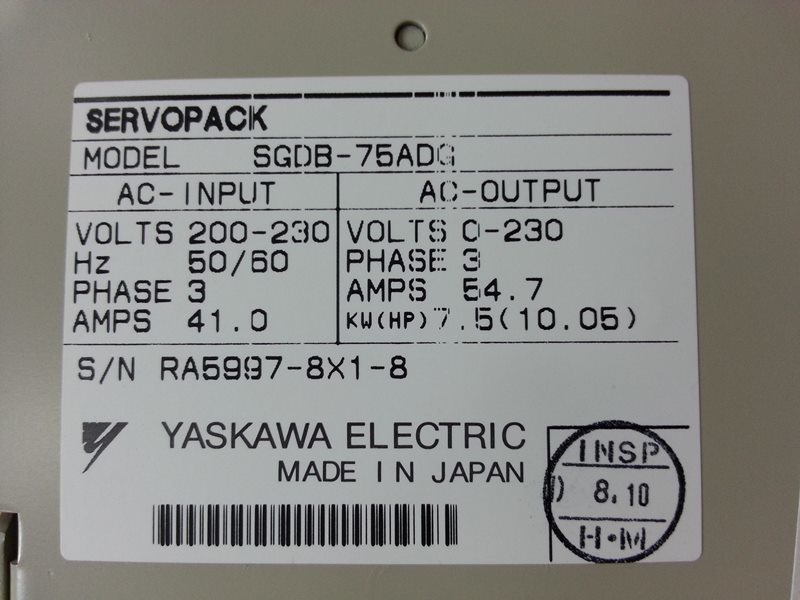 SERVOPACK
MODEL SGDB-75ADG
AC-INPUT AC-OUTPUT
VOLTS 200-230 VOLTS 0-230
Hz 50/60 PHASE 3
PHASE 3 AMPS 54.7
AMPS 41.0 KW(HP) 7.5(10.05)
S/N RA5997-8X1-8
YASKAWA ELECTRIC
MADE IN JAPAN
INSP
8.10
H·M